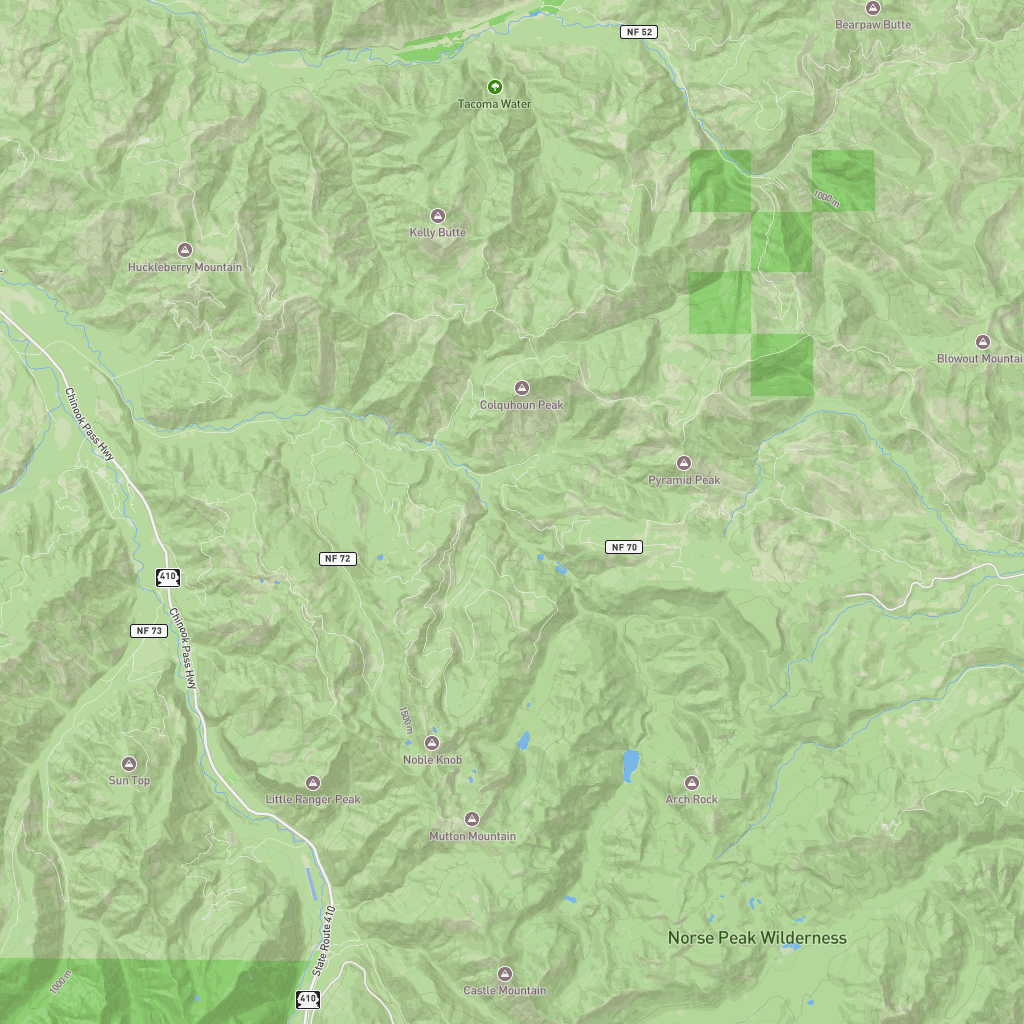 Bearpaw Butte
NF 52
Tacoma Water
1000 m
Kelly Butte
Huckleberry Mountain
Blowout Mountai
Colquhoun Peak
Chinook Pass Hwy
Pyramid Peak
NF 70
NF 72
410
NF 73
Chinook Pass Hwy
1500 m
Noble Knob
Sun Top
Little Ranger Peak
Arch Rock
Mutton Mountain
State Route 410
Norse Peak Wilderness
1000 m
Castle Mountain
410